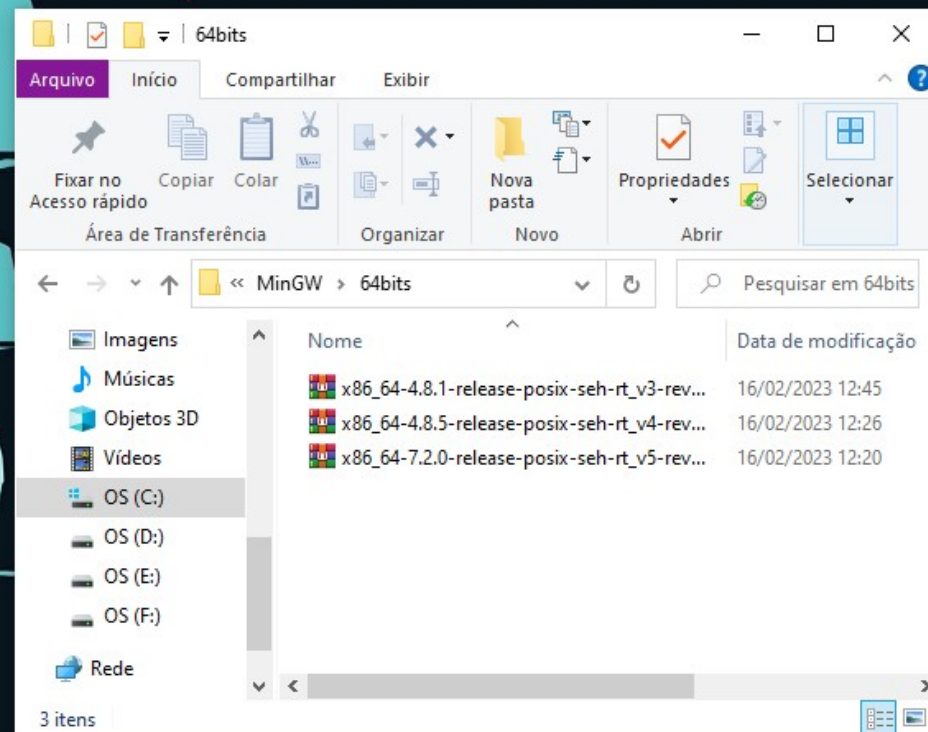 64bits
Arquivo Início Compartilhar Exibir
Fixar no Acesso rápido
Copiar
Colar
Nova pasta
Propriedades
Selecionar
Área de Transferência Organizar Novo Abrir
« MinGW > 64bits Pesquisar em 64bits
Imagens
Músicas
Objetos 3D
Vídeos
OS (C:)
OS (D:)
OS (E:)
OS (F:)
Rede
Nome Data de modificação
x86_64-4.8.1-release-posix-seh-rt_v3-rev... 16/02/2023 12:45
x86_64-4.8.5-release-posix-seh-rt_v4-rev... 16/02/2023 12:26
x86_64-7.2.0-release-posix-seh-rt_v5-rev... 16/02/2023 12:20
3 itens